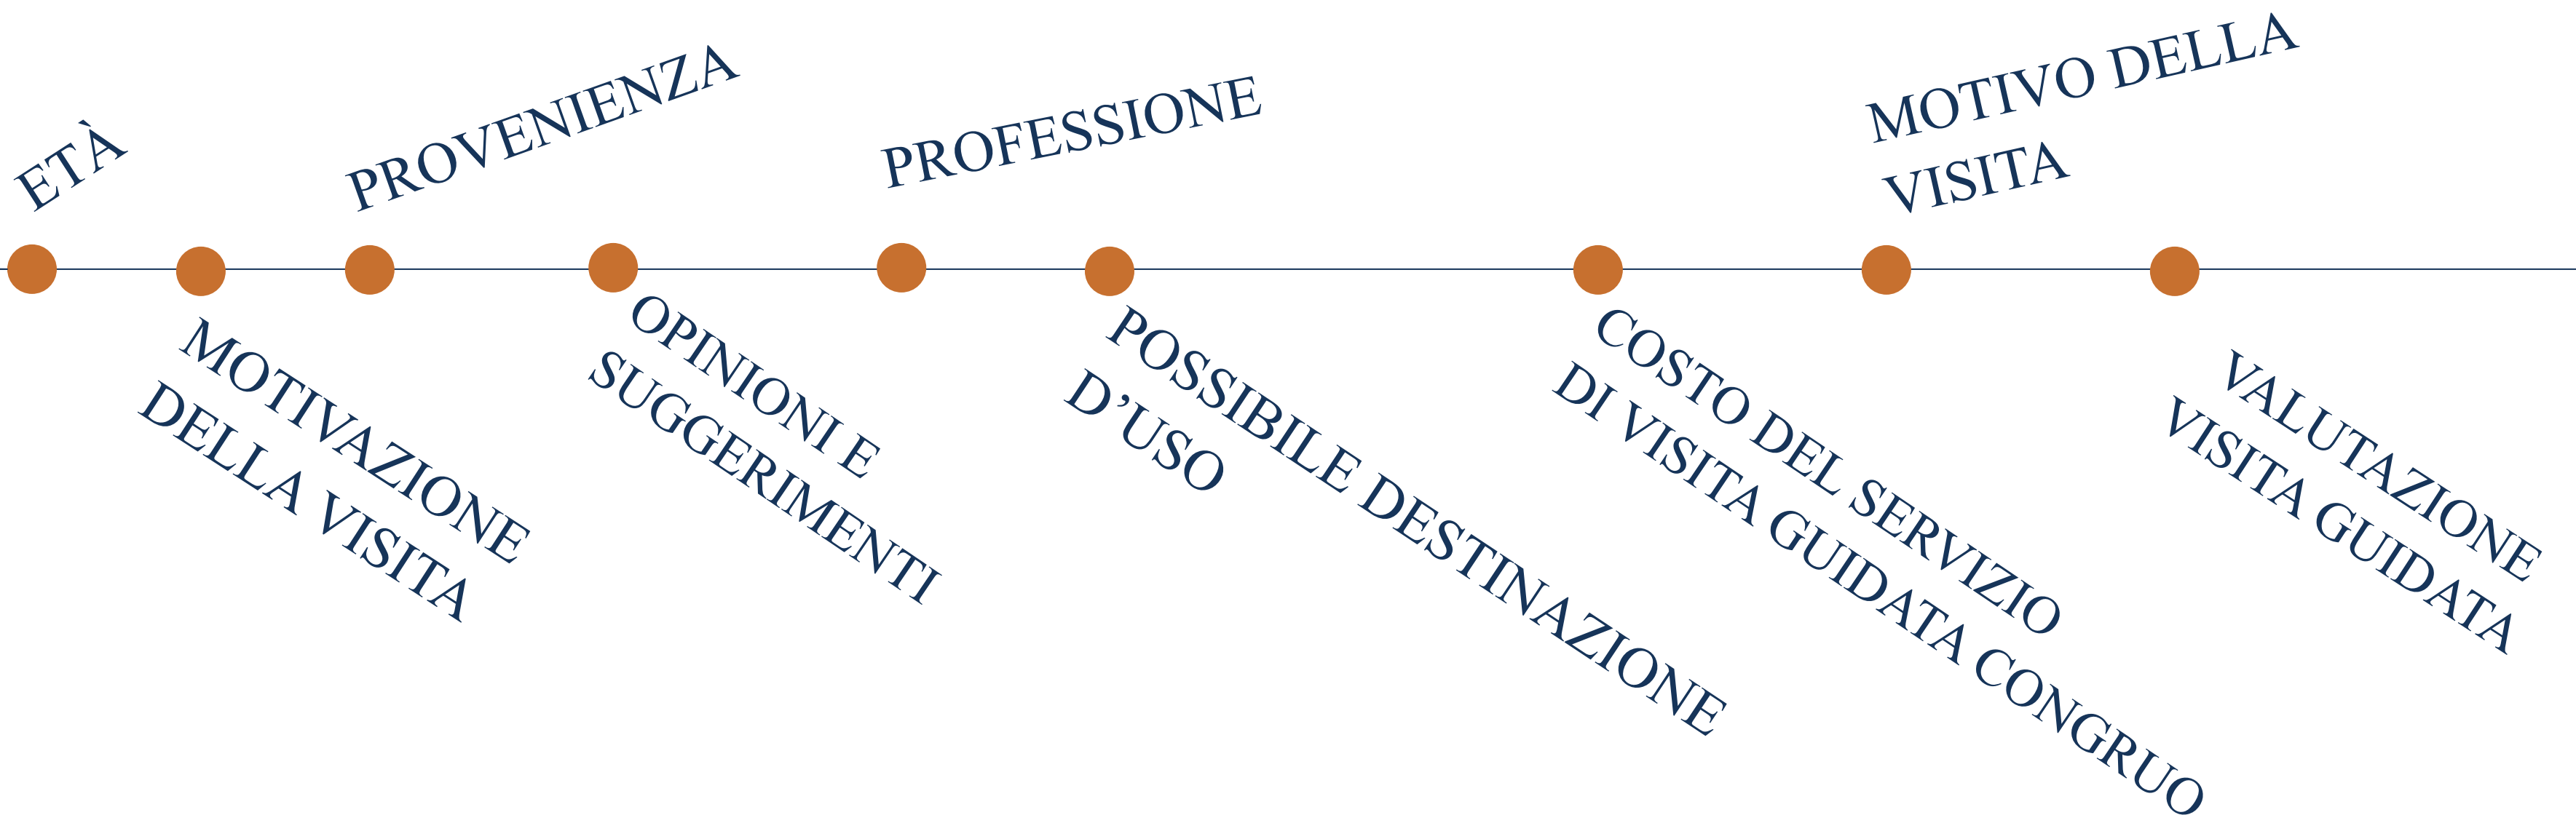 ETÀ
MOTIVAZIONE
DELLA VISITA
PROVENIENZA
OPINIONI E
SUGGERIMENTI
PROFESSIONE
POSSIBILE DESTINAZIONE
D’USO
COSTO DEL SERVIZIO
DI VISITA GUIDATA CONGRUO
MOTIVO DELLA
VISITA
VALUTAZIONE
VISITA GUIDATA